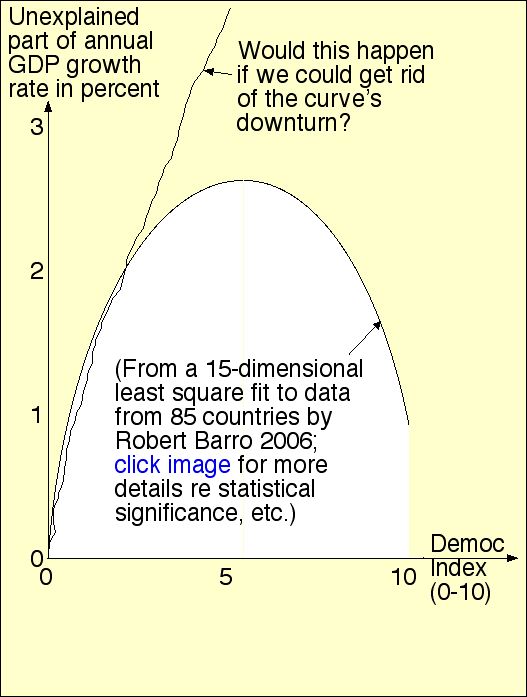 Unexplained
part of annual
GDP growth
rate in percent
Would this happen
if we could get rid
of the curve's
downturn?
3
2
1
0
(From a 15-dimensional
least square fit to data
from 85 countries by
Robert Barro 2006;
click image for more
details re statistical
significance, etc.)
0
5
10
Democ
Index
(0-10)